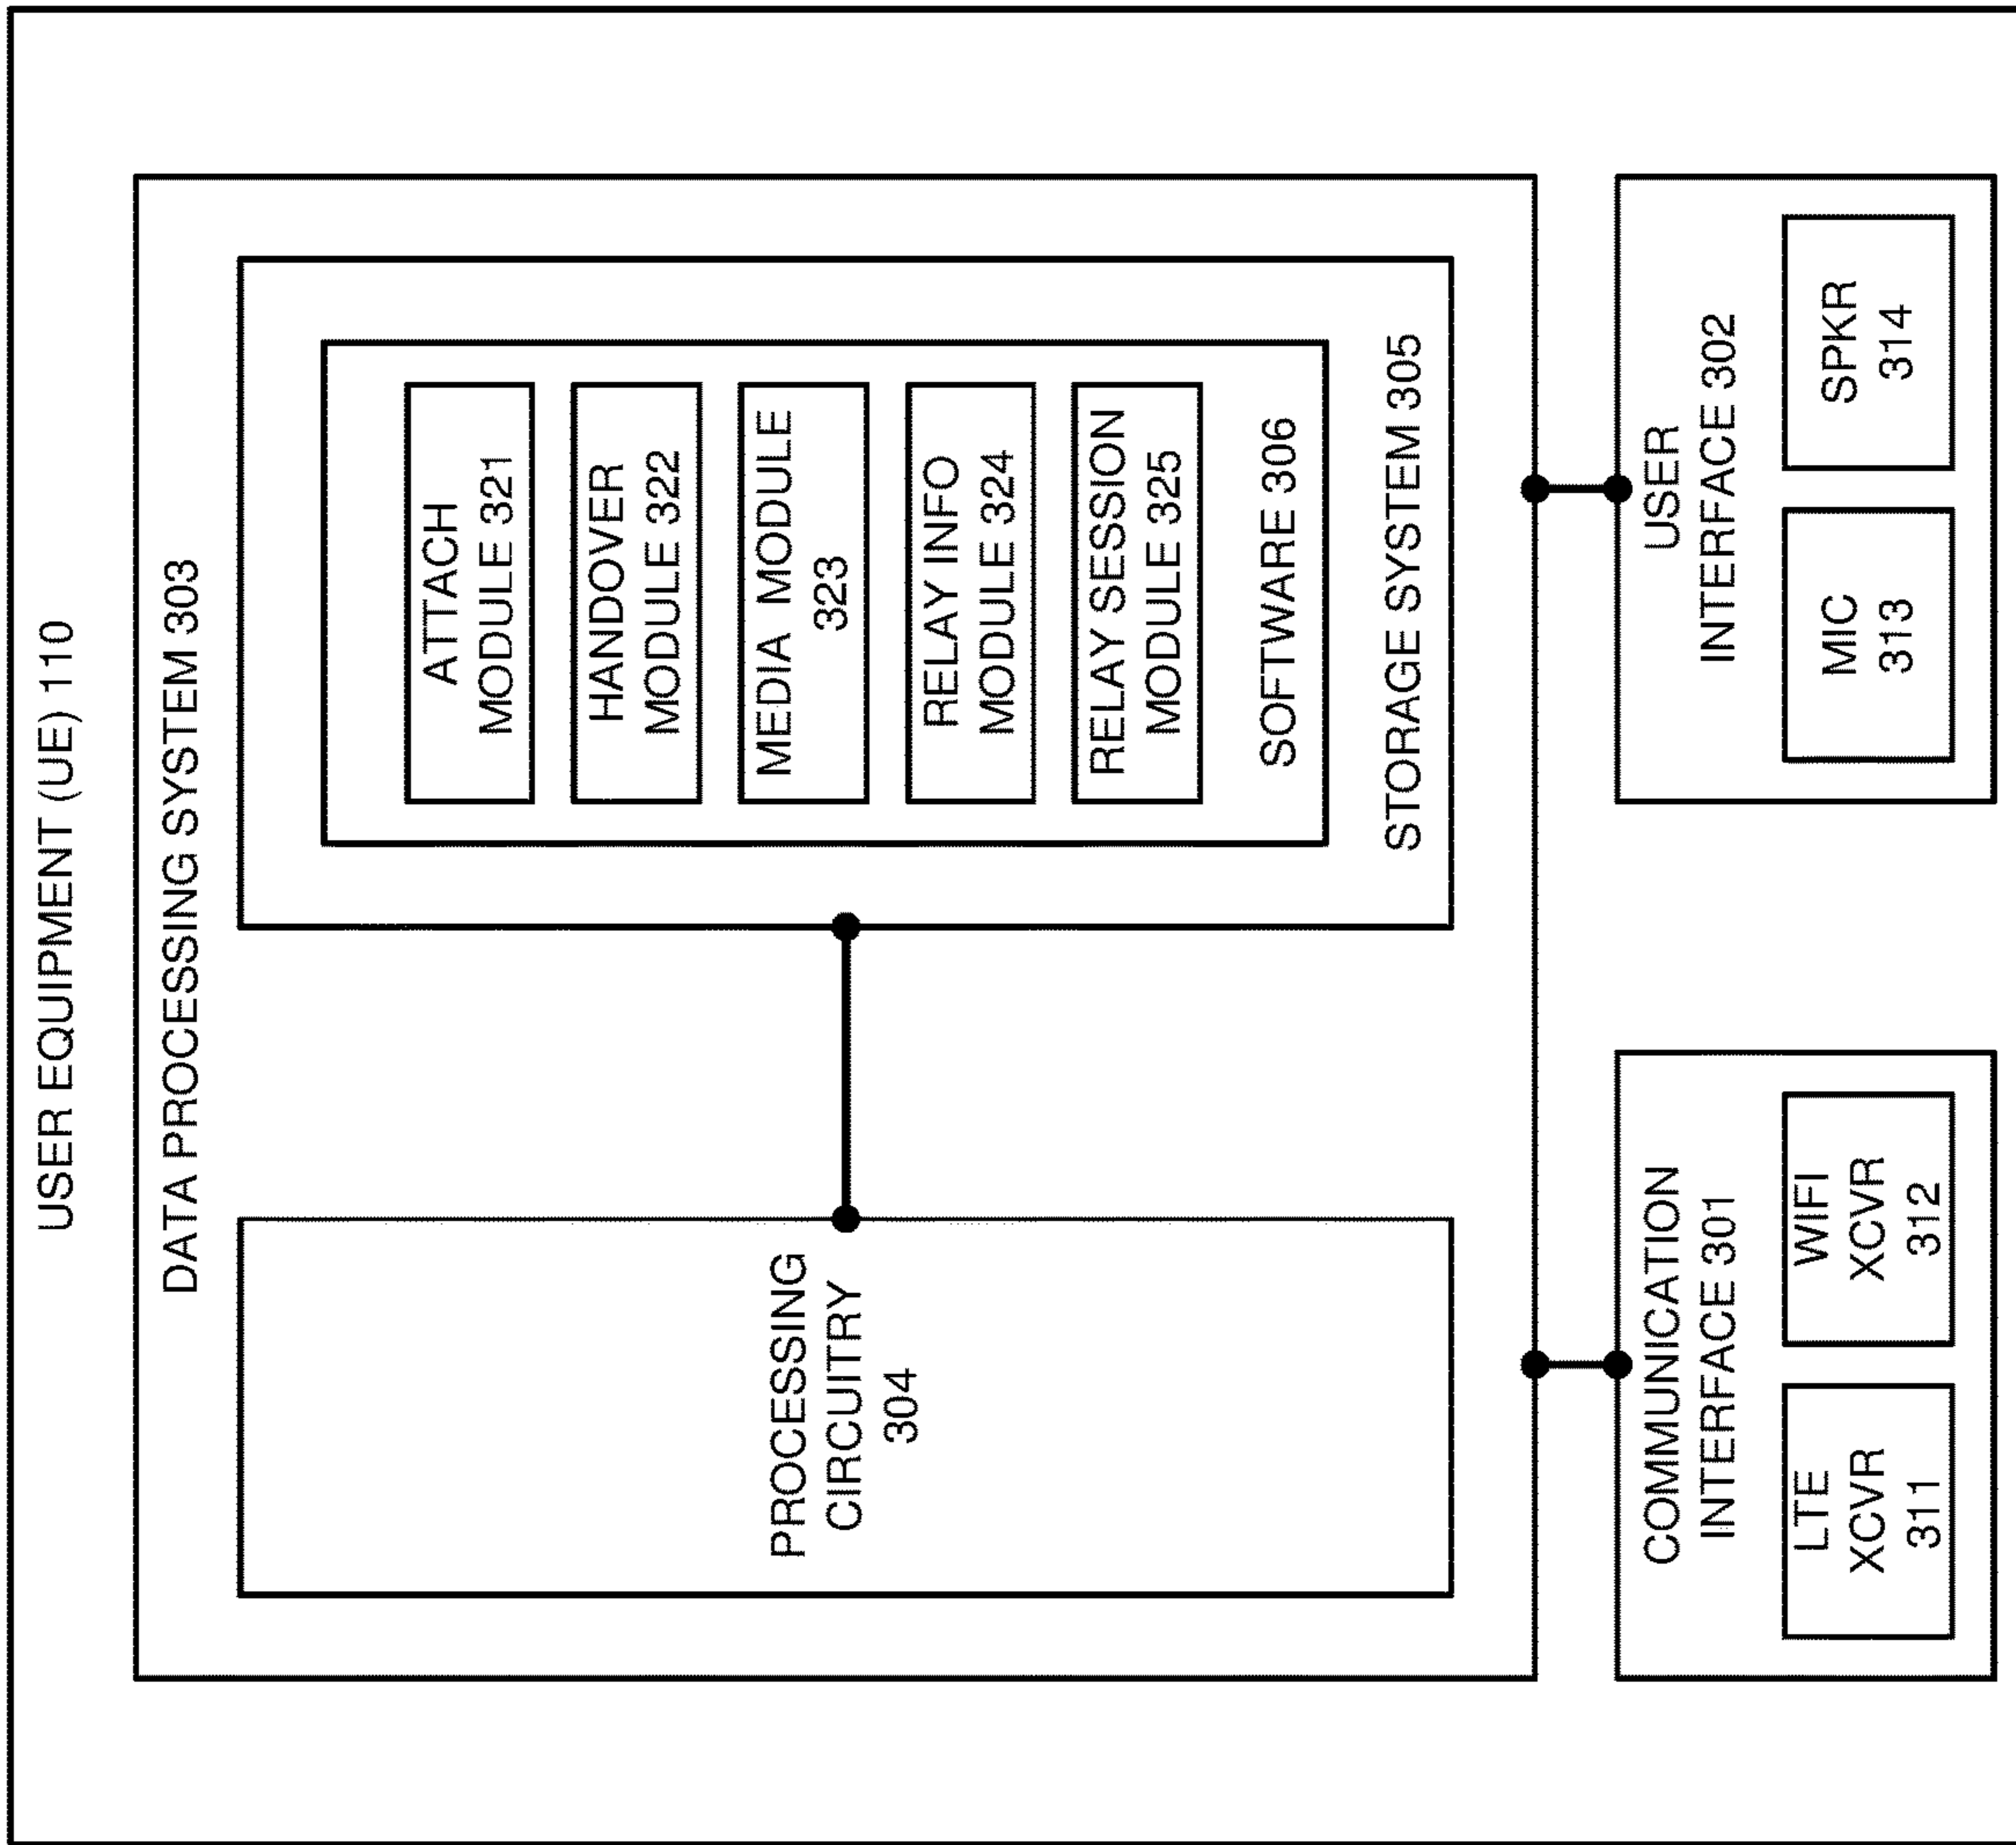 USER EQUIPMENT (UE) 110
DATA PROCESSING SYSTEM 303
PROCESSING
CIRCUITRY
304
ATTACH
MODULE 321
HANDOVER
MODULE 322
MEDIA MODULE
323
RELAY INFO
MODULE 324
RELAY SESSION
MODULE 325
SOFTWARE 306
STORAGE SYSTEM 305
COMMUNICATION
INTERFACE 301
LTE
XCVR
311
WIFI
XCVR
312
USER
INTERFACE 302
MIC
313
SPKR
314